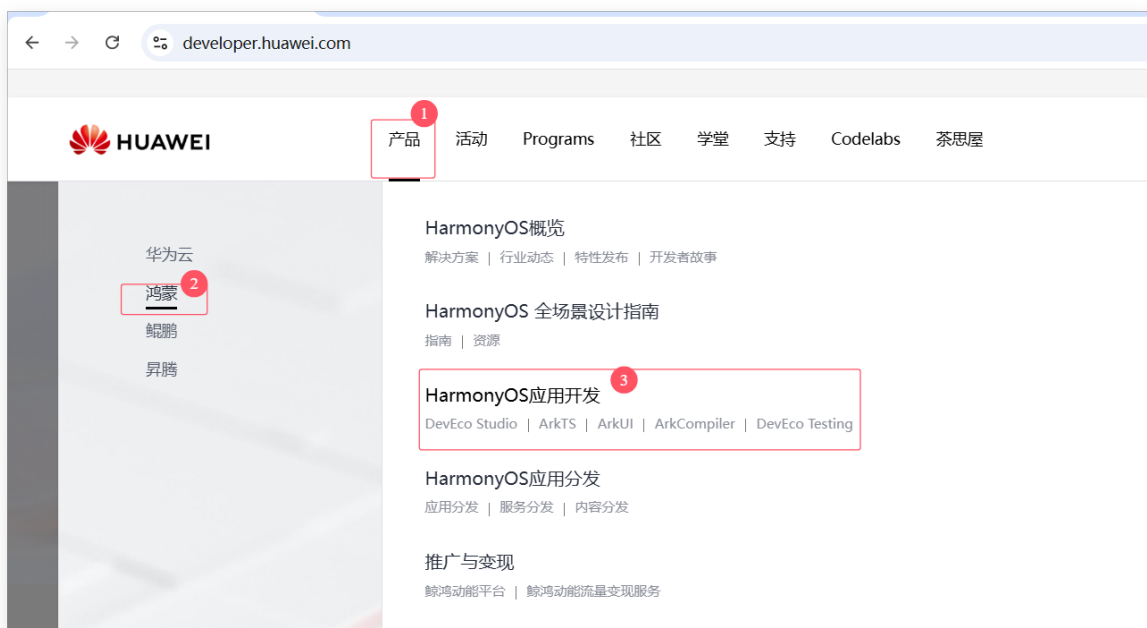 developer.huawei.com
HUAWEI
产品 活动 Programs 社区 学堂 支持 Codelabs 茶思屋
1
华为云
鸿蒙
2
鲲鹏
昇腾
HarmonyOS概览
解决方案 | 行业动态 | 特性发布 | 开发者故事
HarmonyOS 全场景设计指南
指南 | 资源
HarmonyOS应用开发
3
DevEco Studio | ArkTS | ArkUI | ArkCompiler | DevEco Testing
HarmonyOS应用分发
应用分发 | 服务分发 | 内容分发
推广与变现
鲸鸿动能平台 | 鲸鸿动能流量变现服务